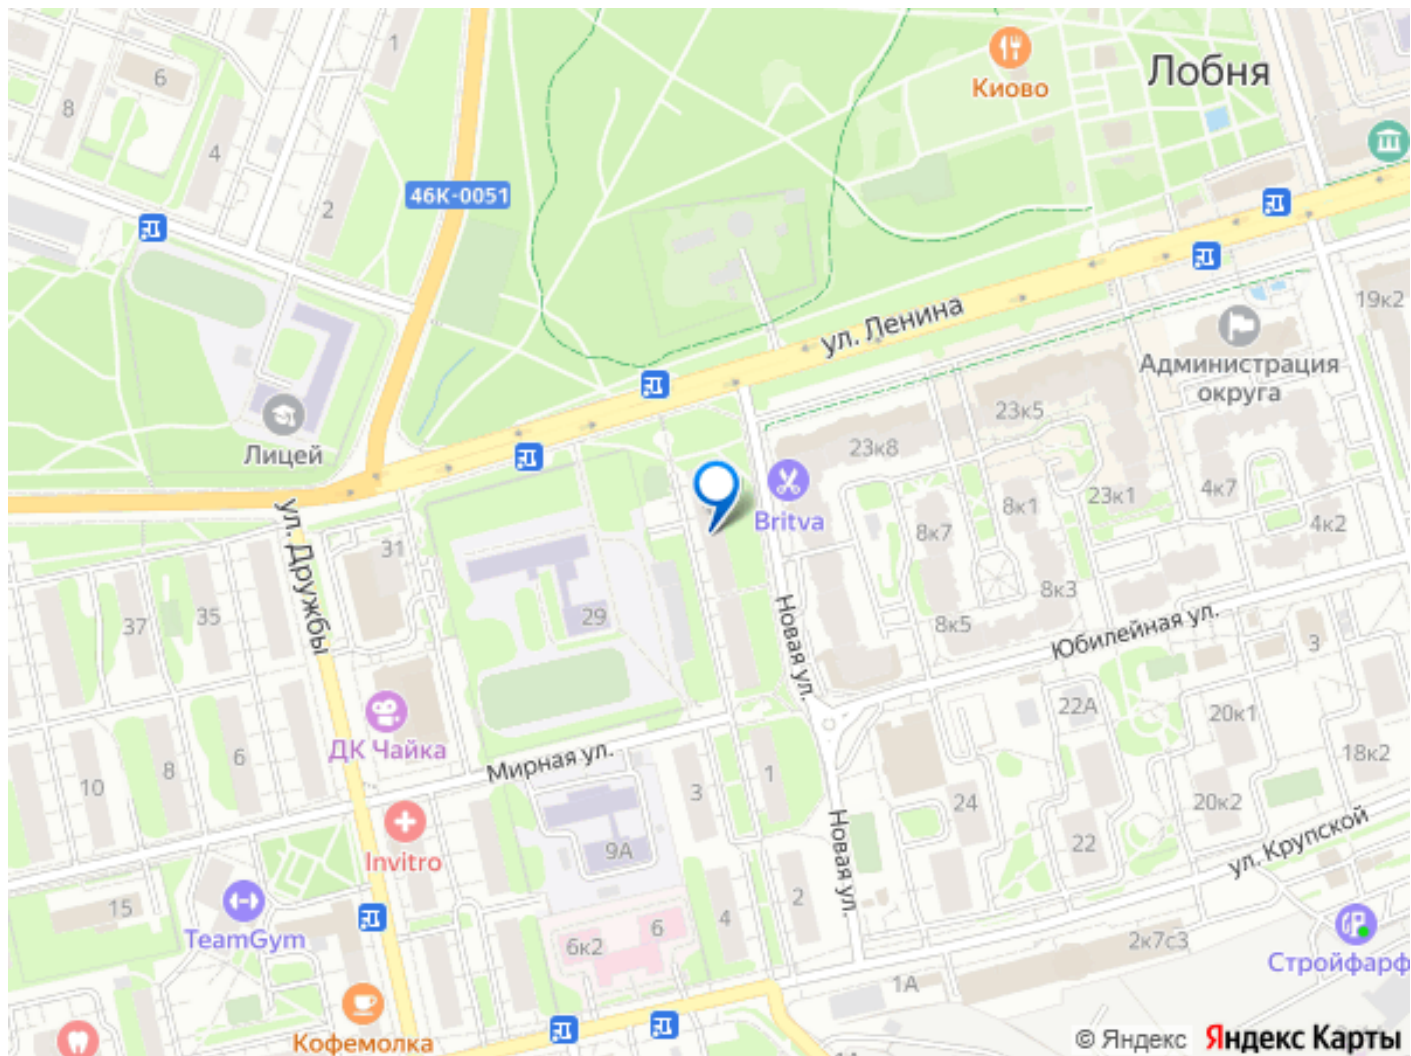 1
6
8
4
2
46К-0051
Киово
Лобня
ул. Ленина
19к2
Администрация
округа
Лицей
23к5
23к8
23к1
4к7
4к2
Britva
8к7
8к1
8к3
8к5
ул. Дружбы
31
29
37
35
Новая ул.
Юбилейная ул.
3
22А
20к1
18к2
ДК Чайка
Мирная ул.
10
8
6
3
1
24
22
20к2
Новая ул.
ул. Крупской
Invitro
9А
15
TeamGym
6к2
6
4
2
2к7с3
1А
Стройфарф
Кофемолка
© Яндекс Яндекс Карты